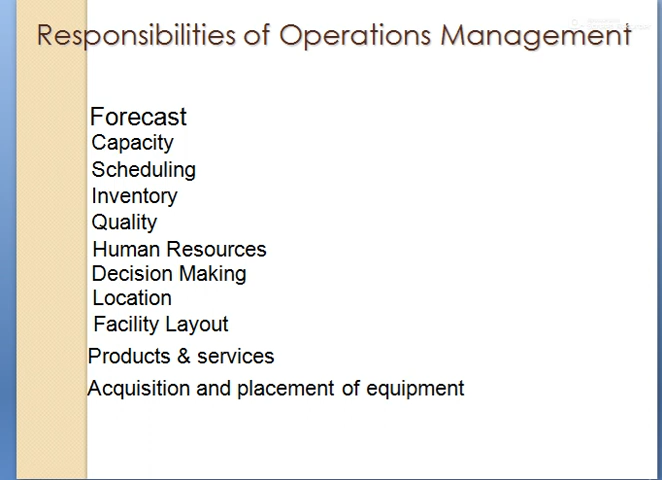 Responsibilities of Operations Management
Forecast
Capacity
Scheduling
Inventory
Quality
Human Resources
Decision Making
Location
Facility Layout
Products & services
Acquisition and placement of equipment